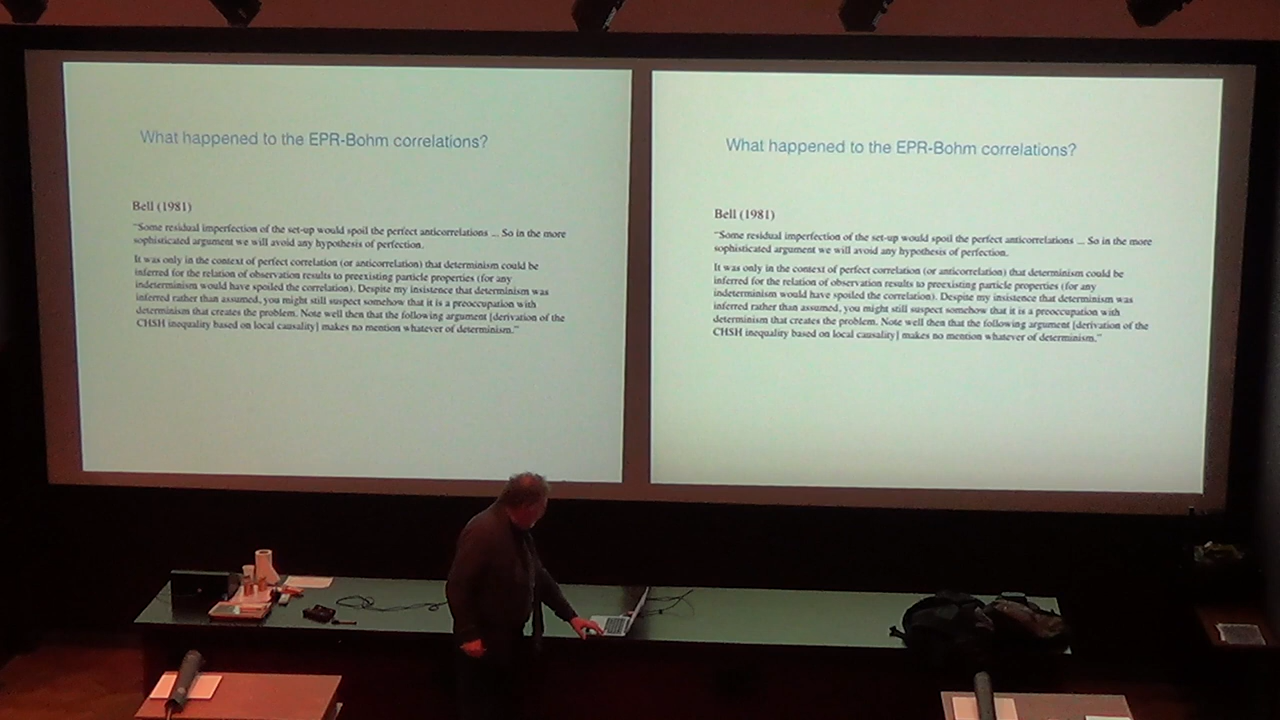 What happened to the EPR-Bohm correlations?
Bell (1981)
"Some residual imperfection of the set-up would spoil the perfect anticorrelations ... So in the more
sophisticated argument we will avoid any hypothesis of perfection.
It was only in the context of perfect correlation (or anticorrelation) that determinism could be
inferred for the relation of observation results to preexisting particle properties (for any
indeterminism would have spoiled the correlation). Despite my insistence that determinism was
inferred rather than assumed, you might still suspect somehow that it is a preoccupation with
determinism that creates the problem. Note well then that the following argument [derivation of the
CHSH inequality based on local causality] makes no mention whatever of determinism."
What happened to the EPR-Bohm correlations?
Bell (1981)
"Some residual imperfection of the set-up would spoil the perfect anticorrelations ... So in the more
sophisticated argument we will avoid any hypothesis of perfection.
It was only in the context of perfect correlation (or anticorrelation) that determinism could be
inferred for the relation of observation results to preexisting particle properties (for any
indeterminism would have spoiled the correlation). Despite my insistence that determinism was
inferred rather than assumed, you might still suspect somehow that it is a preoccupation with
determinism that creates the problem. Note well then that the following argument [derivation of the
CHSH inequality based on local causality] makes no mention whatever of determinism."